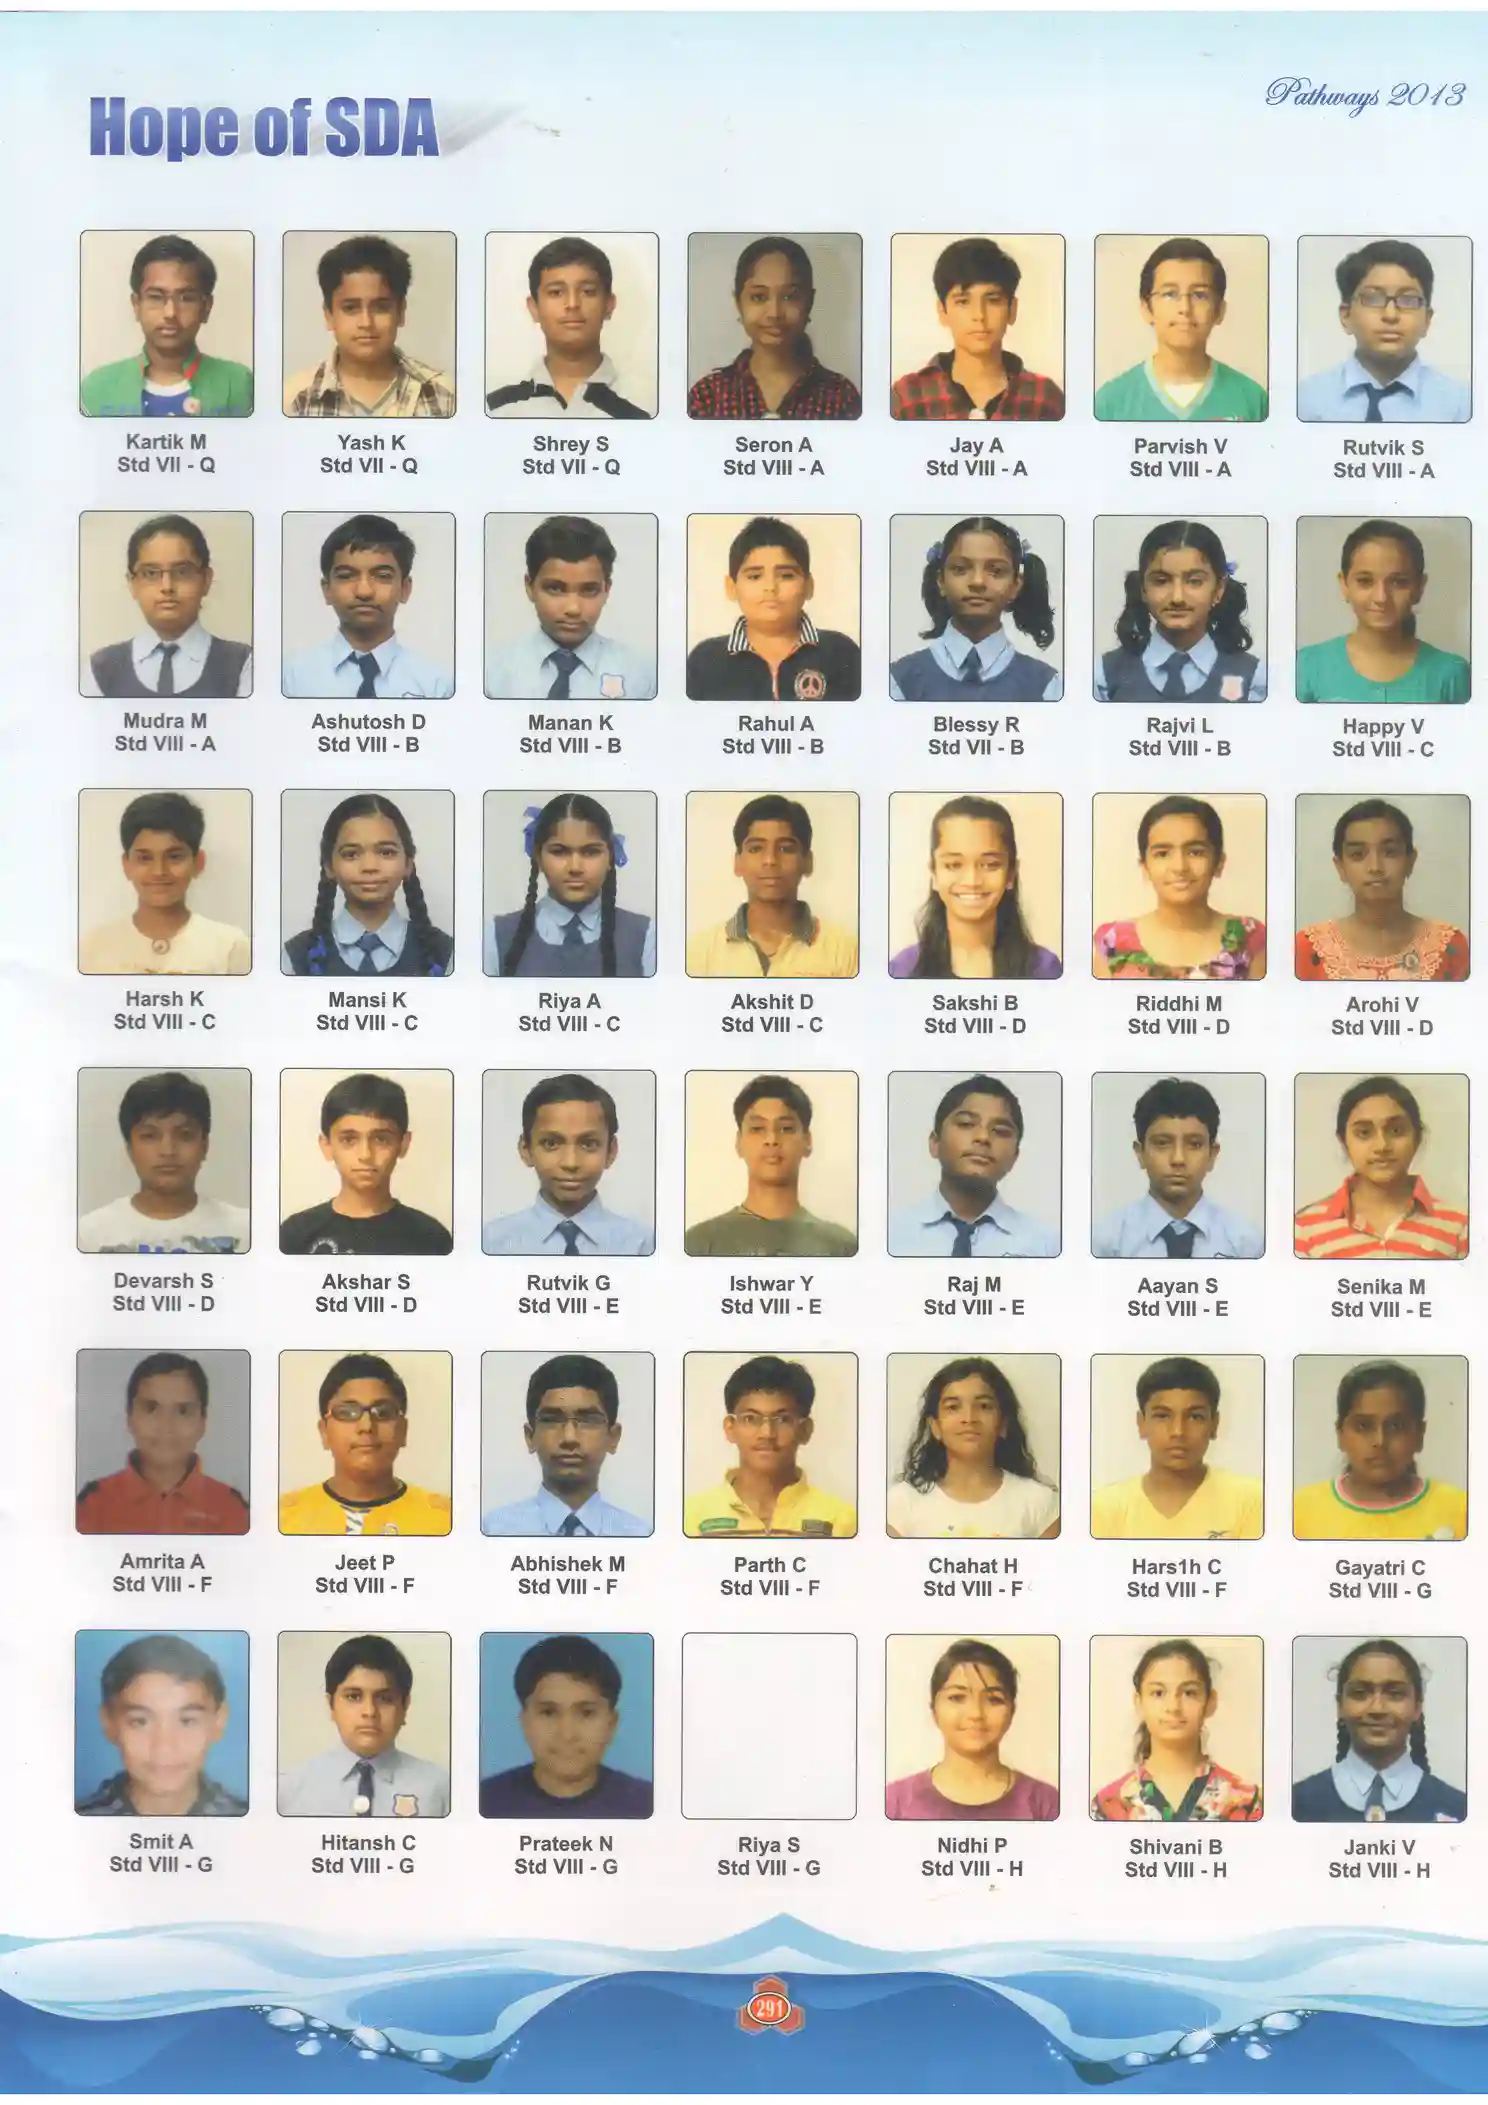 Hope of SDA
Pathways 2013
Kartik M
Std VII - Q
Yash K
Std VII - Q
Shrey S
Std VII - Q
Seron A
Std VIII - A
Jay A
Std VIII - A
Parvish V
Std VIII - A
Rutvik S
Std VIII - A
Mudra M
Std VIII - A
Ashutosh D
Std VIII - B
Manan K
Std VIII - B
Rahul A
Std VIII - B
Blessy R
Std VII - B
Rajvi L
Std VIII - B
Happy V
Std VIII - C
Harsh K
Std VIII - C
Mansi K
Std VIII - C
Riya A
Std VIII - C
Akshit D
Std VIII - C
Sakshi B
Std VIII - D
Riddhi M
Std VIII - D
Arohi V
Std VIII - D
Devarsh S
Std VIII - D
Akshar S
Std VIII - D
Rutvik G
Std VIII - E
Ishwar Y
Std VIII - E
Raj M
Std VIII - E
Aayan S
Std VIII - E
Senika M
Std VIII - E
Amrita A
Std VIII - F
Jeet P
Std VIII - F
Abhishek M
Std VIII - F
Parth C
Std VIII - F
Chahat H
Std VIII - F
Hars1h C
Std VIII - F
Gayatri C
Std VIII - G
Smit A
Std VIII - G
Hitansh C
Std VIII - G
Prateek N
Std VIII - G
Riya S
Std VIII - G
Nidhi P
Std VIII - H
Shivani B
Std VIII - H
Janki V
Std VIII - H
291